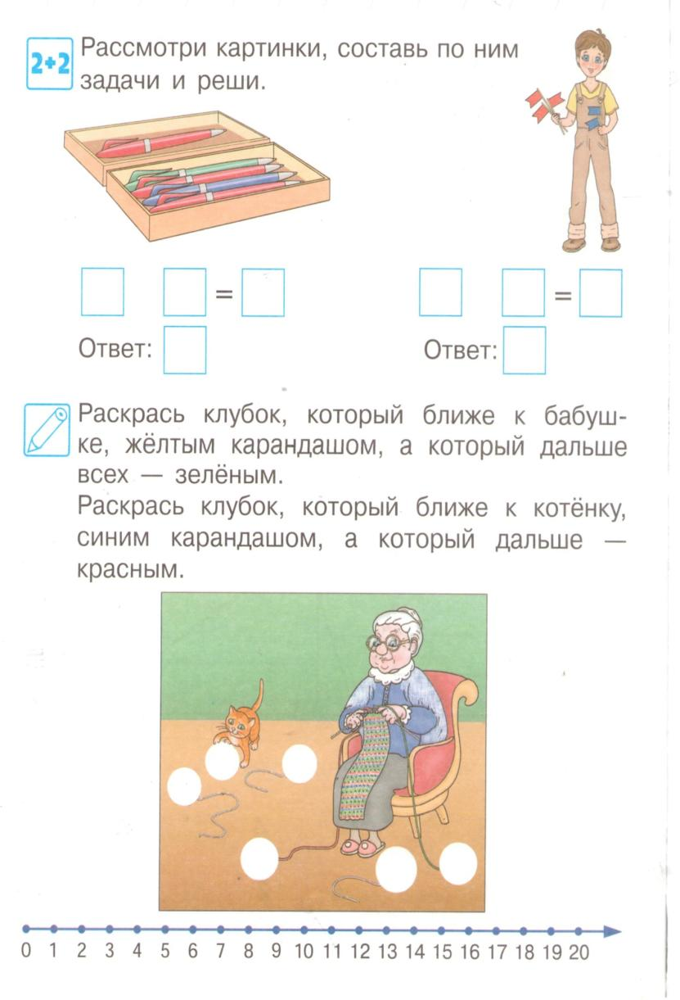 2+2
Рассмотри картинки, составь по ним
задачи и реши.
= =
Ответ: Ответ:
Раскрась клубок, который ближе к бабуш-
ке, жёлтым карандашом, а который дальше
всех — зелёным.
Раскрась клубок, который ближе к котёнку,
синим карандашом, а который дальше —
красным.
0 1 2 3 4 5 6 7 8 9 10 11 12 13 14 15 16 17 18 19 20